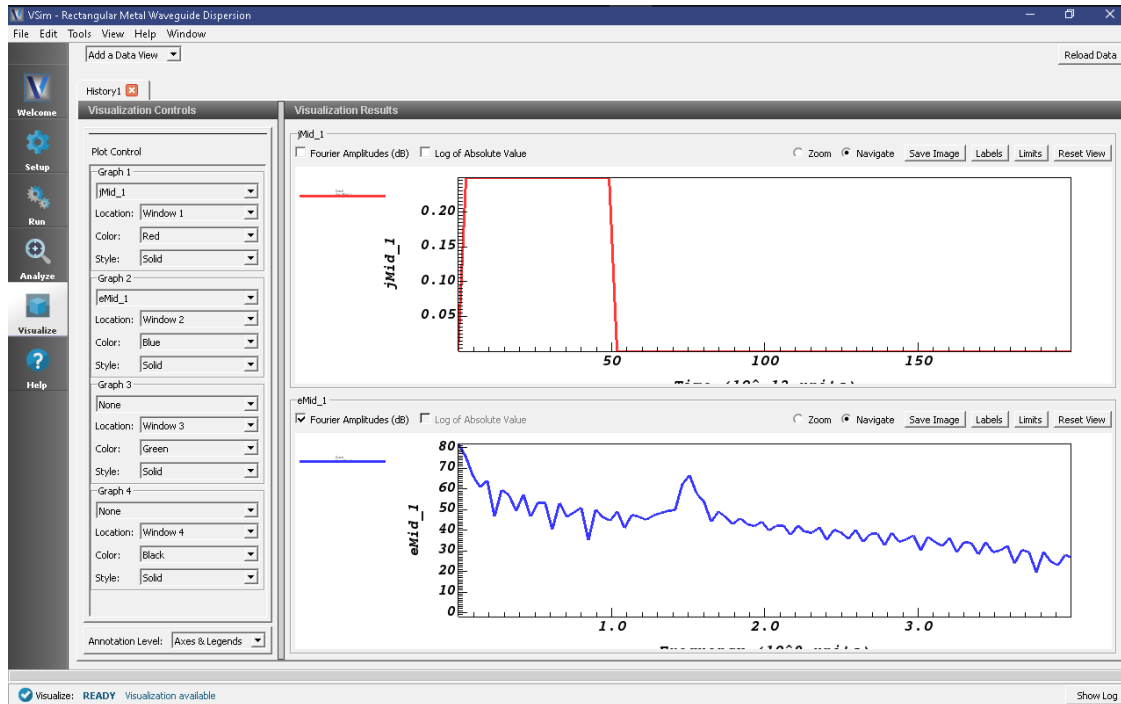 VSim - Rectangular Metal Waveguide Dispersion
File Edit Tools View Help Window
Add a Data View
Reload Data
History1
Welcome
Setup
Run
Analyze
Visualize
Help
Visualization Controls
Plot Control
Graph 1
jMid_1
Location: Window 1
Color: Red
Style: Solid
Graph 2
eMid_1
Location: Window 2
Color: Blue
Style: Solid
Graph 3
None
Location: Window 3
Color: Green
Style: Solid
Graph 4
None
Location: Window 4
Color: Black
Style: Solid
Annotation Level: Axes & Legends
Visualization Results
jMid_1
Fourier Amplitudes (dB) Log of Absolute Value Zoom Navigate Save Image Labels Limits Reset View
jMid_1
0.20
0.15
0.10
0.05
50 100 150
eMid_1
Fourier Amplitudes (dB) Log of Absolute Value Zoom Navigate Save Image Labels Limits Reset View
eMid_1
80
70
60
50
40
30
20
10
0
1.0 2.0 3.0
Visualize: READY Visualization available
Show Log